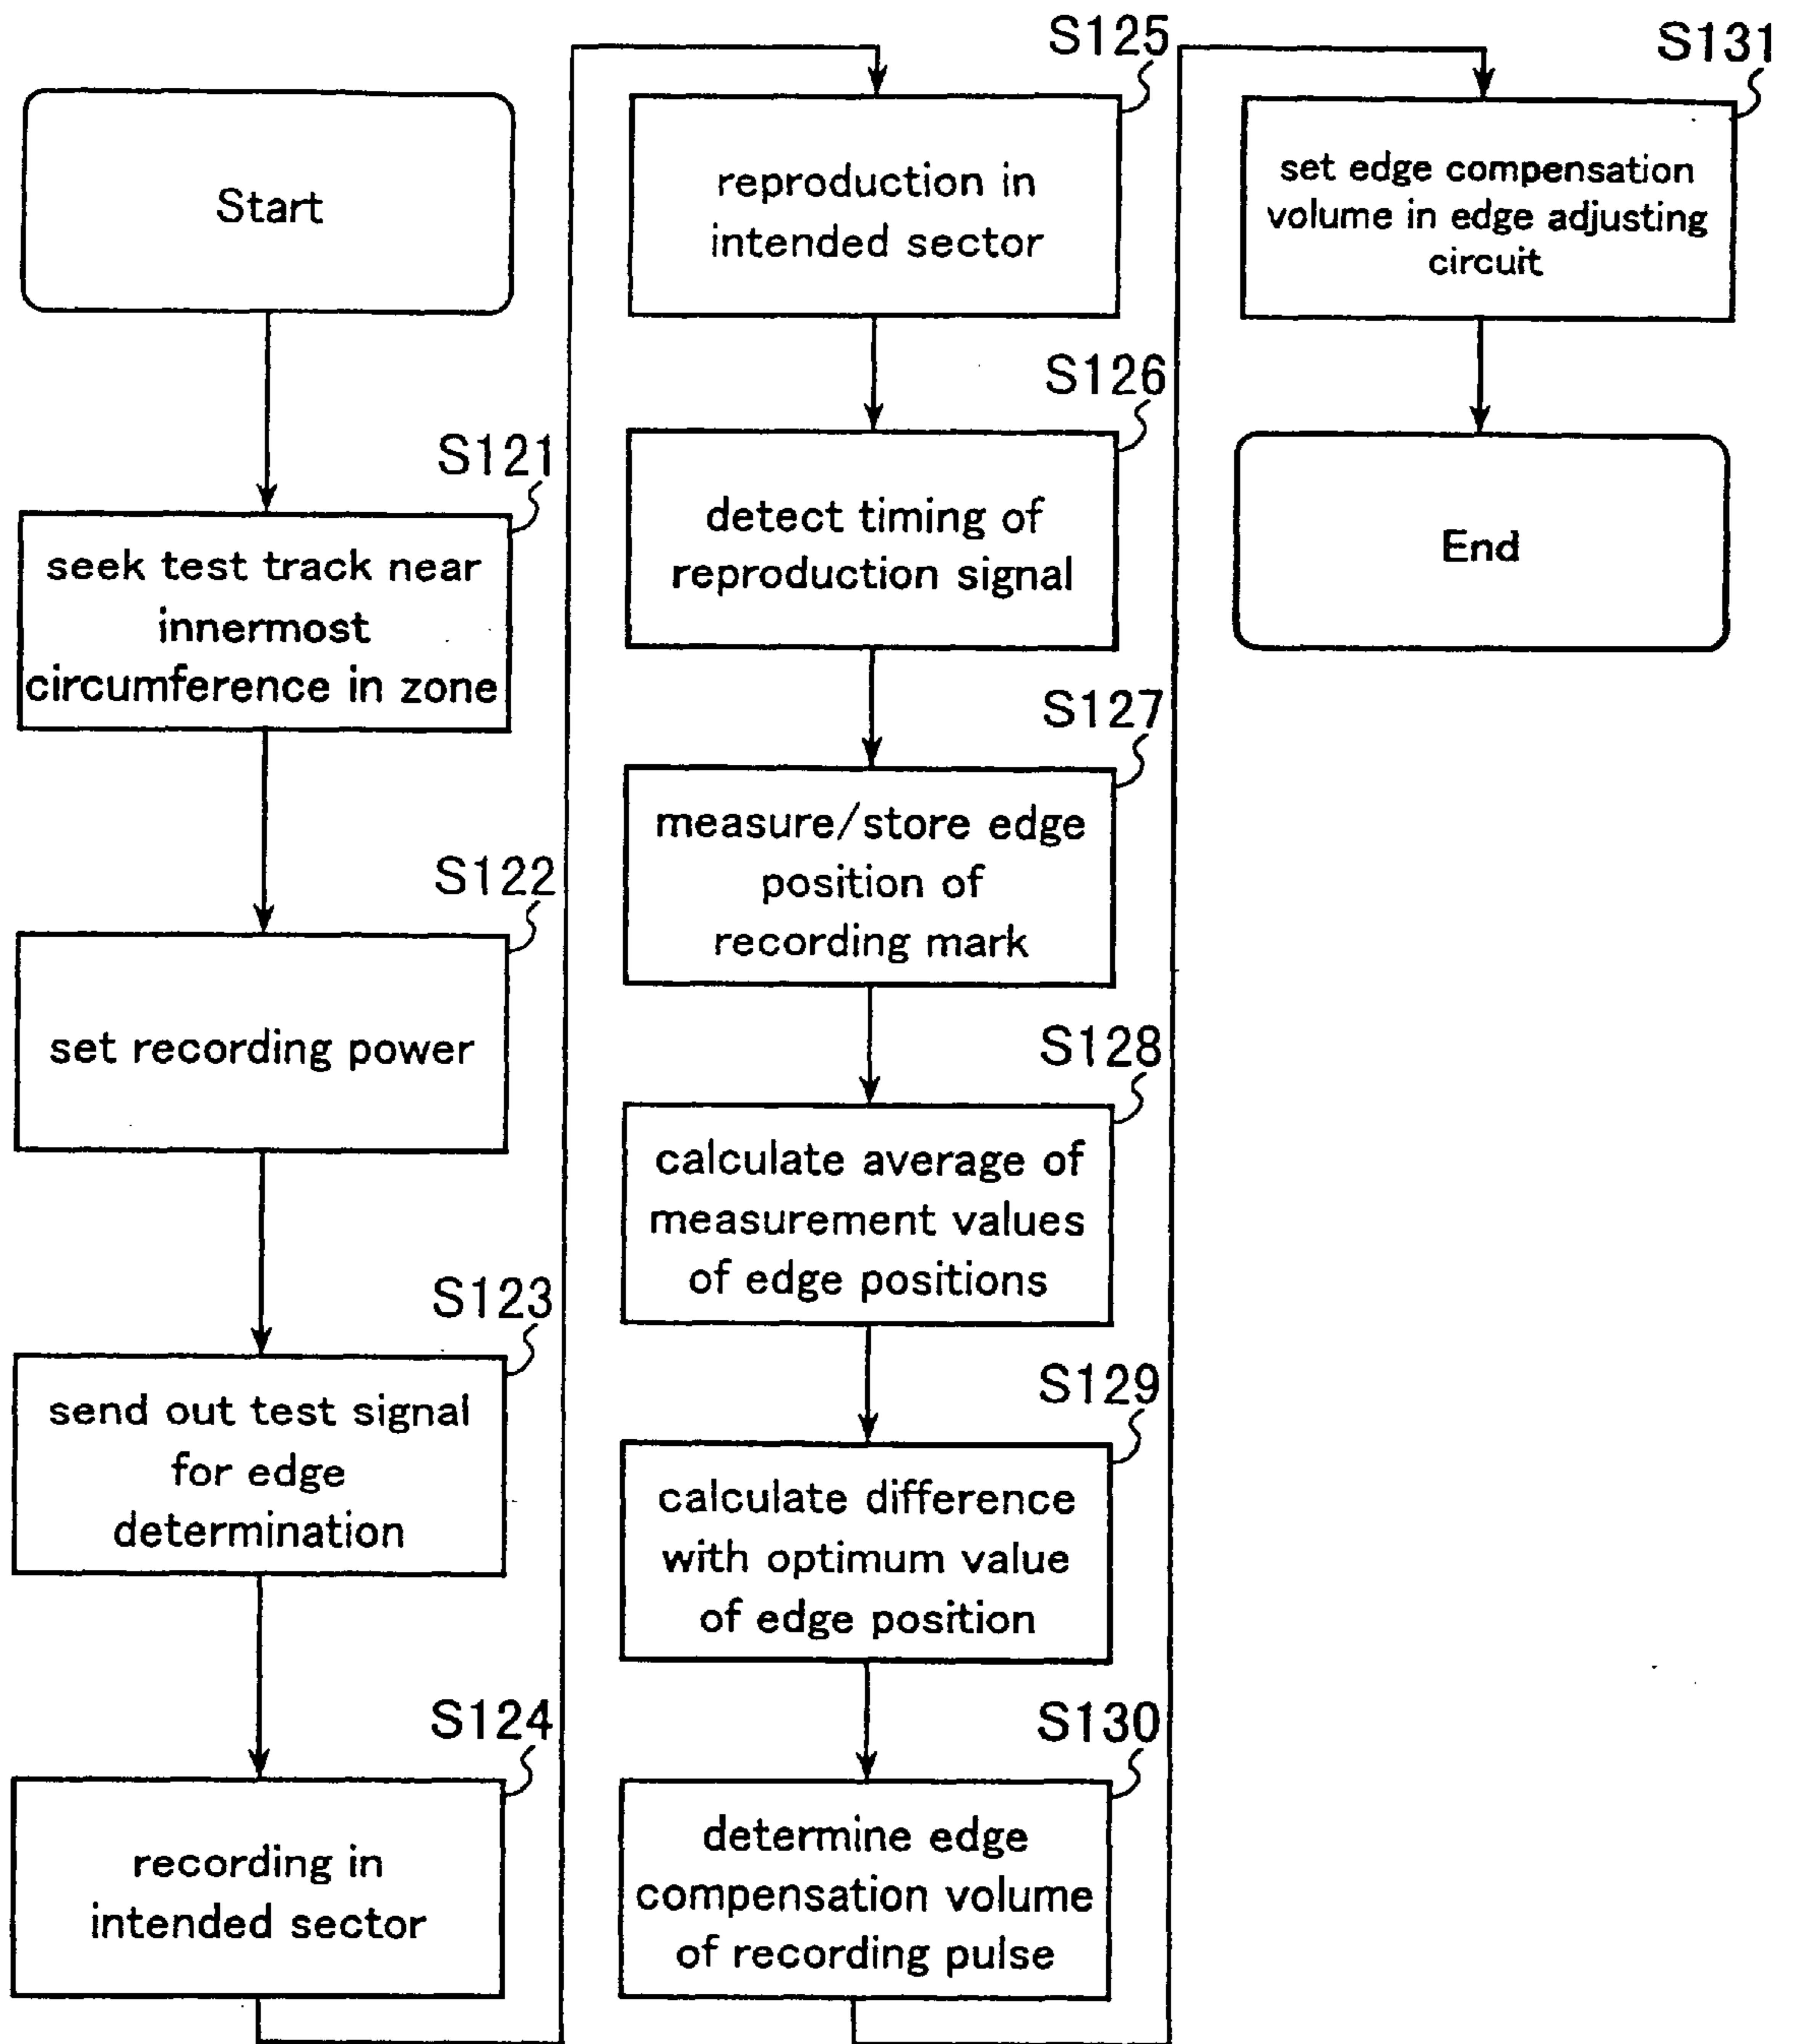 Start
S121
seek test track near
innermost
circumference in zone
S122
set recording power
S123
send out test signal
for edge
determination
S124
recording in
intended sector
S125
reproduction in
intended sector
S126
detect timing of
reproduction signal
S127
measure/store edge
position of
recording mark
S128
calculate average of
measurement values
of edge positions
S129
calculate difference
with optimum value
of edge position
S130
determine edge
compensation volume
of recording pulse
S131
set edge compensation
volume in edge adjusting
circuit
End